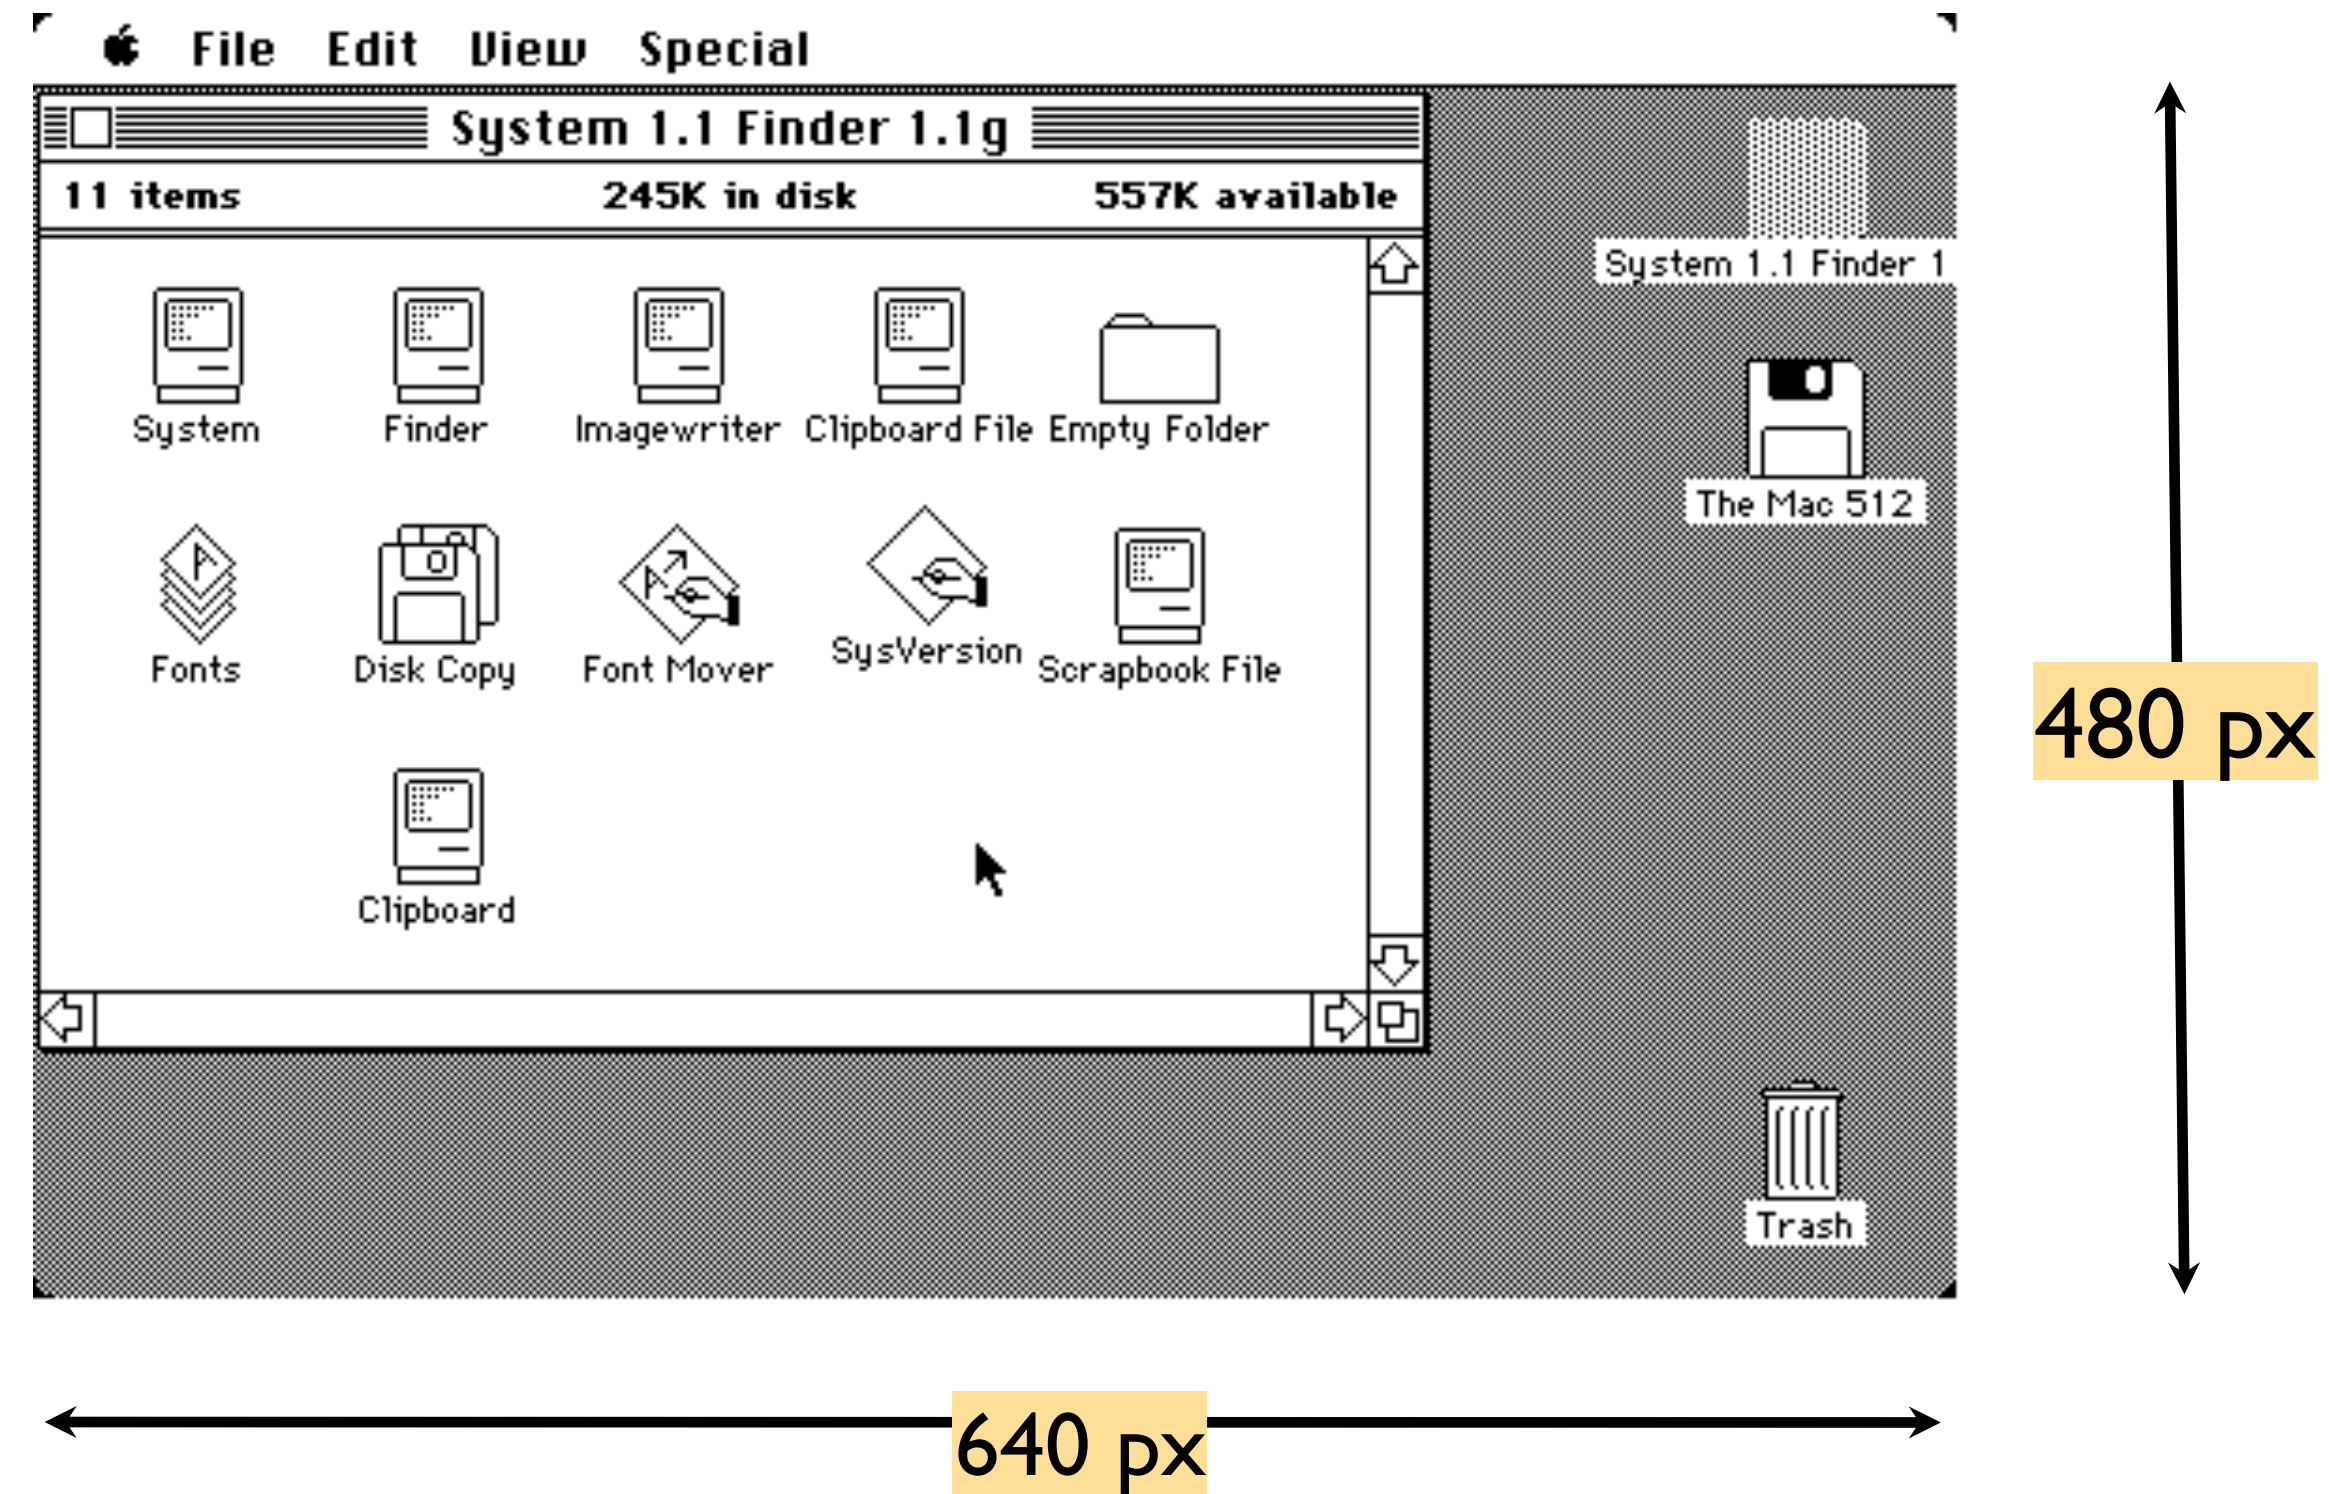 File Edit View Special
System 1.1 Finder 1.1g
11 items 245K in disk 557K available
System Finder Imagewriter Clipboard File Empty Folder
Fonts Disk Copy Font Mover SysVersion Scrapbook File
Clipboard
System 1.1 Finder 1
The Mac 512
Trash
480 px
640 px